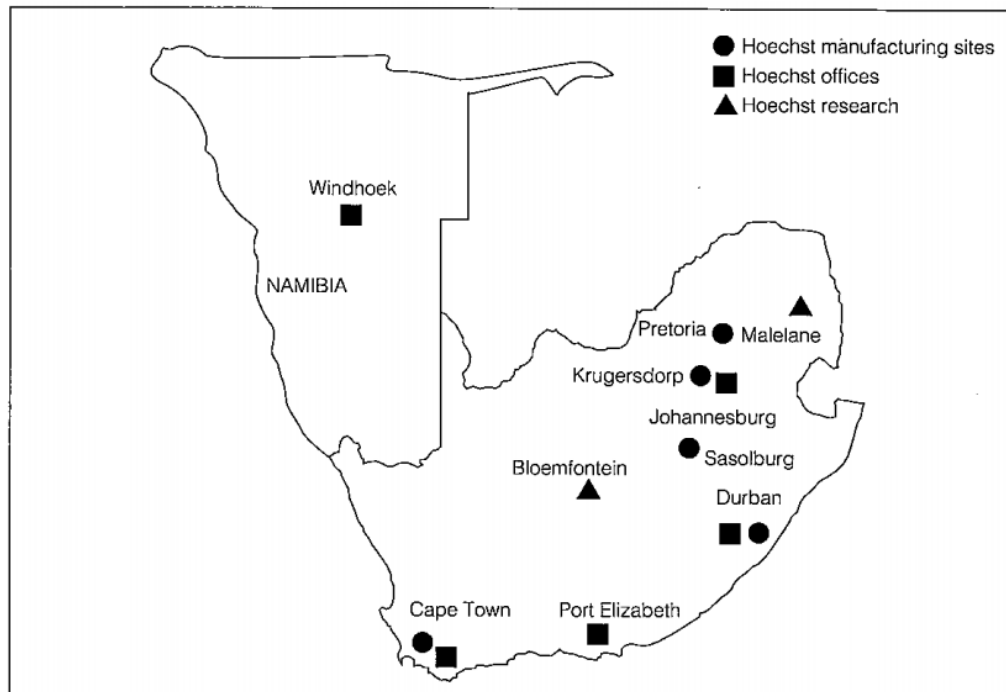 Hoechst manufacturing sites
Hoechst offices
Hoechst research
Windhoek
NAMIBIA
Pretoria
Malelane
Krugersdorp
Johannesburg
Sasolburg
Bloemfontein
Durban
Cape Town
Port Elizabeth